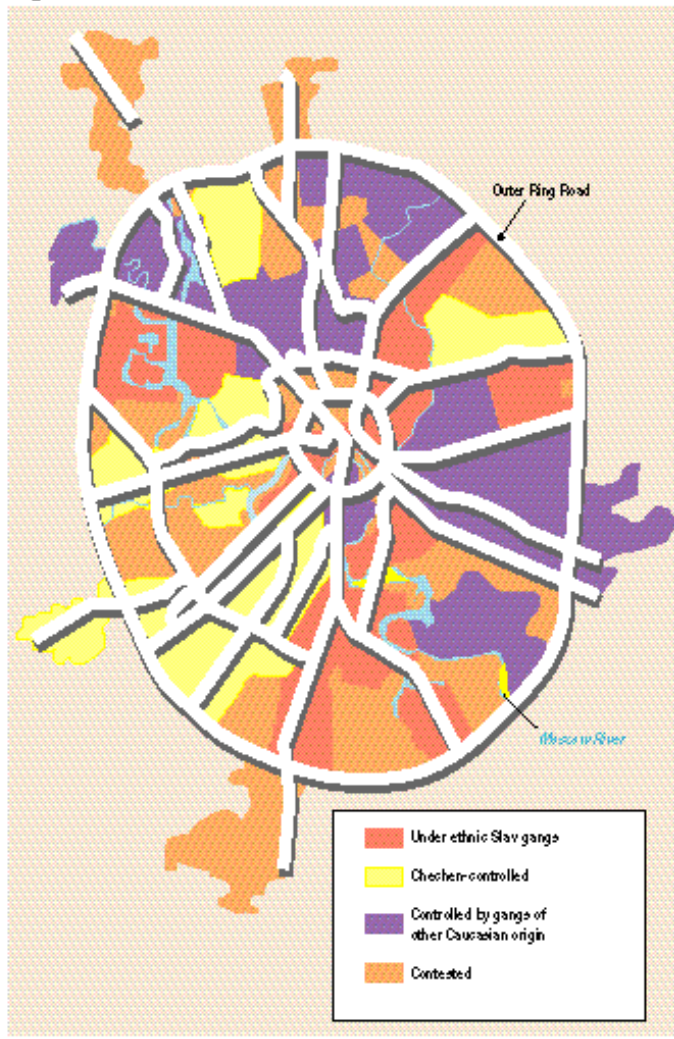 Outer Ring Road
Moscow River
Under ethnic Slav gangs
Chechen-controlled
Controlled by gangs of
other Caucasian origin
Contested